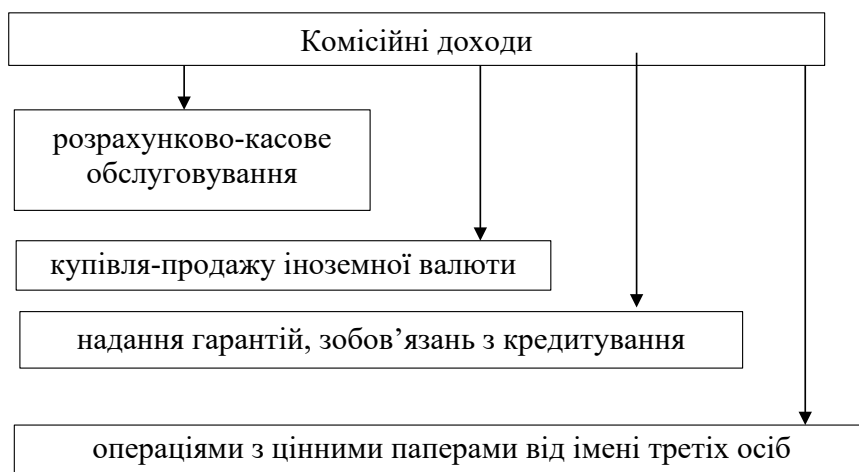 Комісійні доходи
розрахунково-касове
обслуговування
купівля-продажу іноземної валюти
надання гарантій, зобов’язань з кредитування
операціями з цінними паперами від імені третіх осіб